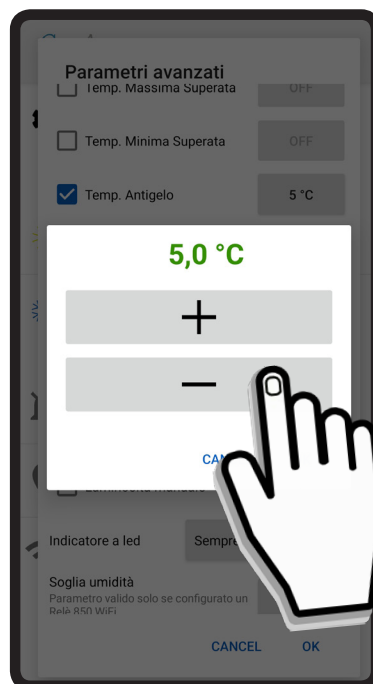 Parametri avanzati
Temp. Massima Superata
OFF
Temp. Minima Superata
OFF
Temp. Antigelo
5 °C
5,0 °C
Indicatore a led
Soglia umidità
Parametro valido solo se configurato un
Relè 850 WiFi
CANCEL
OK